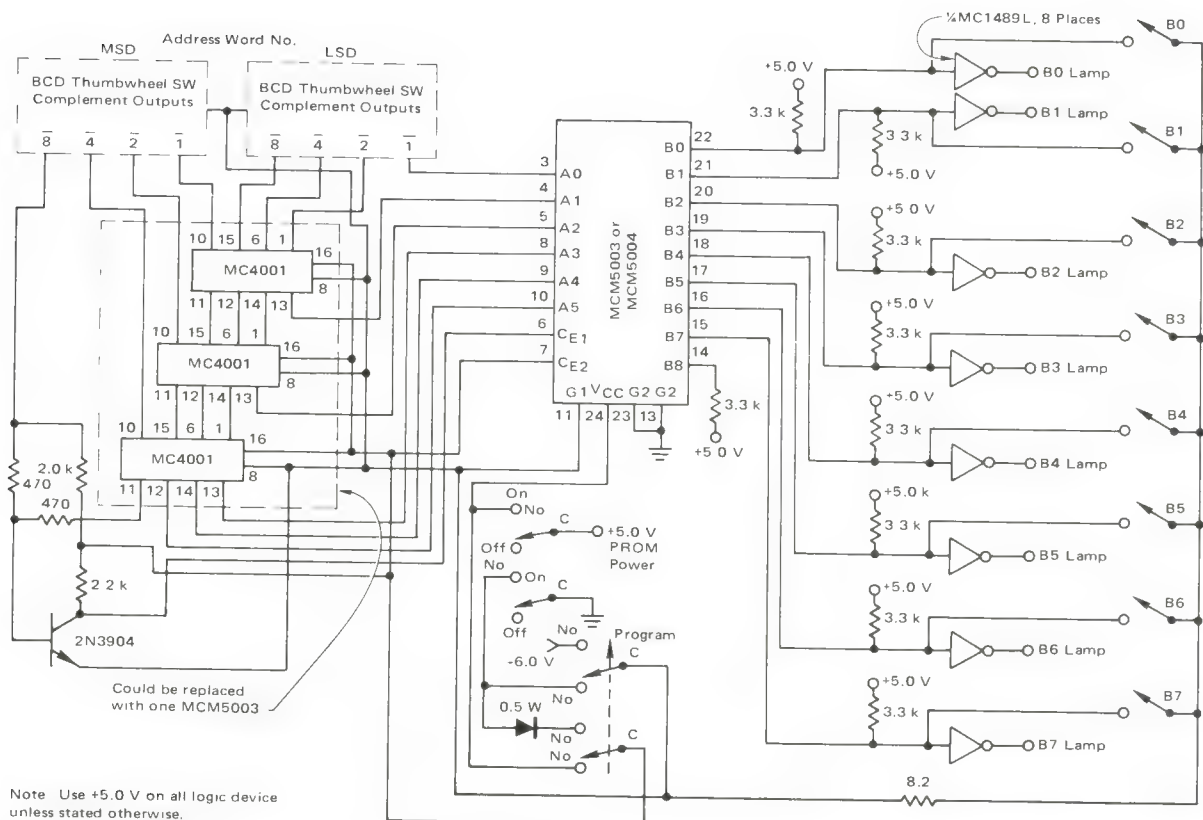 Address Word No.
MSD
LSD
BCD Thumbwheel SW
Complement Outputs
8 4 2 1
BCD Thumbwheel SW
Complement Outputs
8 4 2 1
10 15 6 1
MC4001
16
8
11 12 14 13
10 15 6 1
MC4001
16
8
11 12 14 13
10 15 6 1
MC4001
16
8
11 12 14 13
2.0 k
470
470
2 2 k
2N3904
Could be replaced
with one MCM5003
Note Use +5.0 V on all logic device
unless stated otherwise.
MCM5003 or
MCM5004
3 A0
4 A1
5 A2
8 A3
9 A4
10 A5
6 CE1
7 CE2
G1 VCC G2 G2
11 24 23 13
22 B0
21 B1
20 B2
19 B3
18 B4
17 B5
16 B6
15 B7
14 B8
3.3 k
+5.0 V
On
No
C
+5.0 V
PROM
Power
Off
No
On
C
Off
No
-6.0 V
Program
C
No
0.5 W
No
C
No
8.2
¼MC1489L, 8 Places
+5.0 V
3.3 k
B0
B0 Lamp
B1 Lamp
3 3 k
B1
+5.0 V
+5.0 V
3.3 k
B2
B2 Lamp
+5.0 V
3.3 k
B3
B3 Lamp
+5.0 V
3.3 k
B4
B4 Lamp
+5.0 k
3.3 k
B5
B5 Lamp
+5.0 V
3.3 k
B6
B6 Lamp
+5.0 V
3.3 k
B7
B7 Lamp